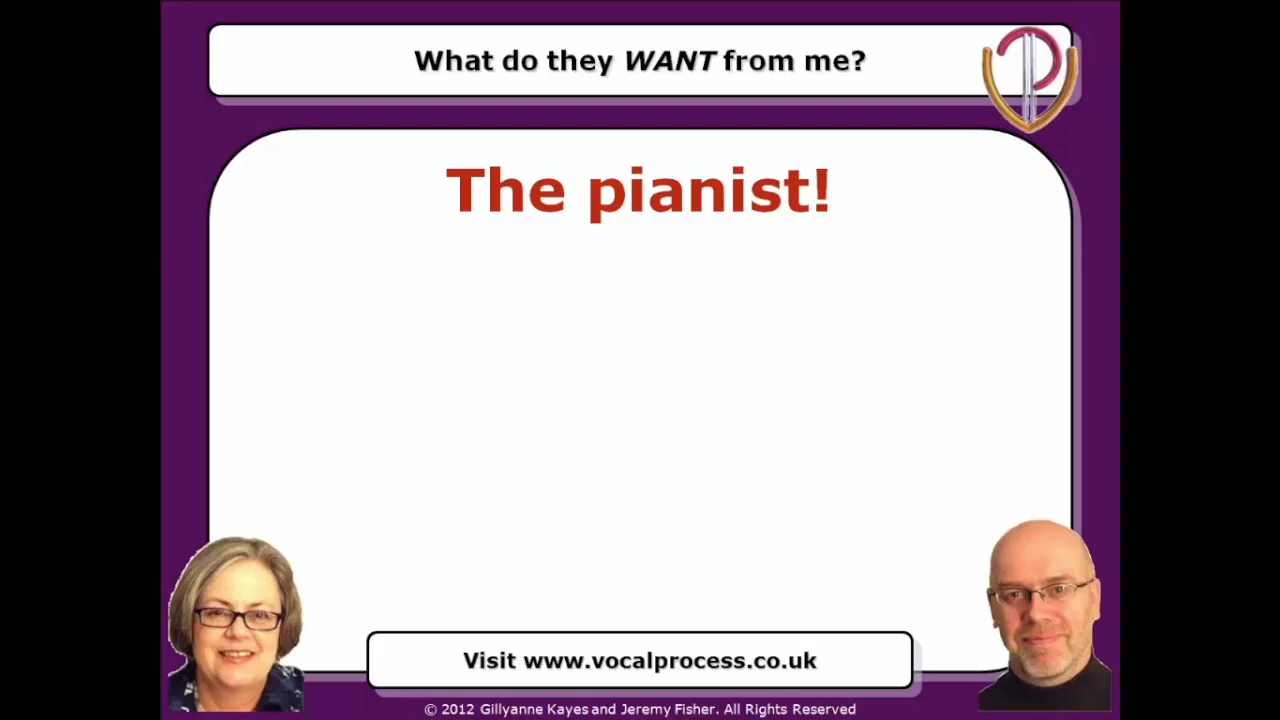 What do they WANT from me?
The pianist!
Visit www.vocalprocess.co.uk
© 2012 Gillyanne Kayes and Jeremy Fisher. All Rights Reserved